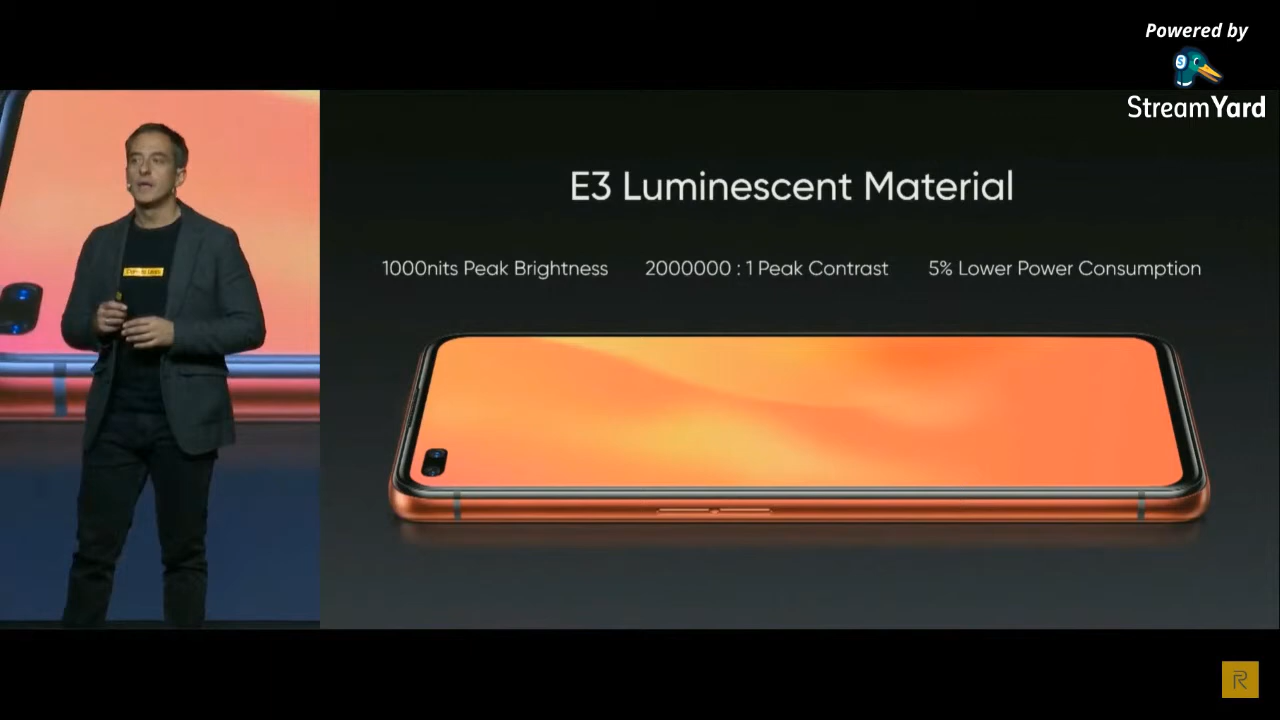 Powered by
StreamYard
E3 Luminescent Material
1000nits Peak Brightness
2000000 : 1 Peak Contrast
5% Lower Power Consumption
R